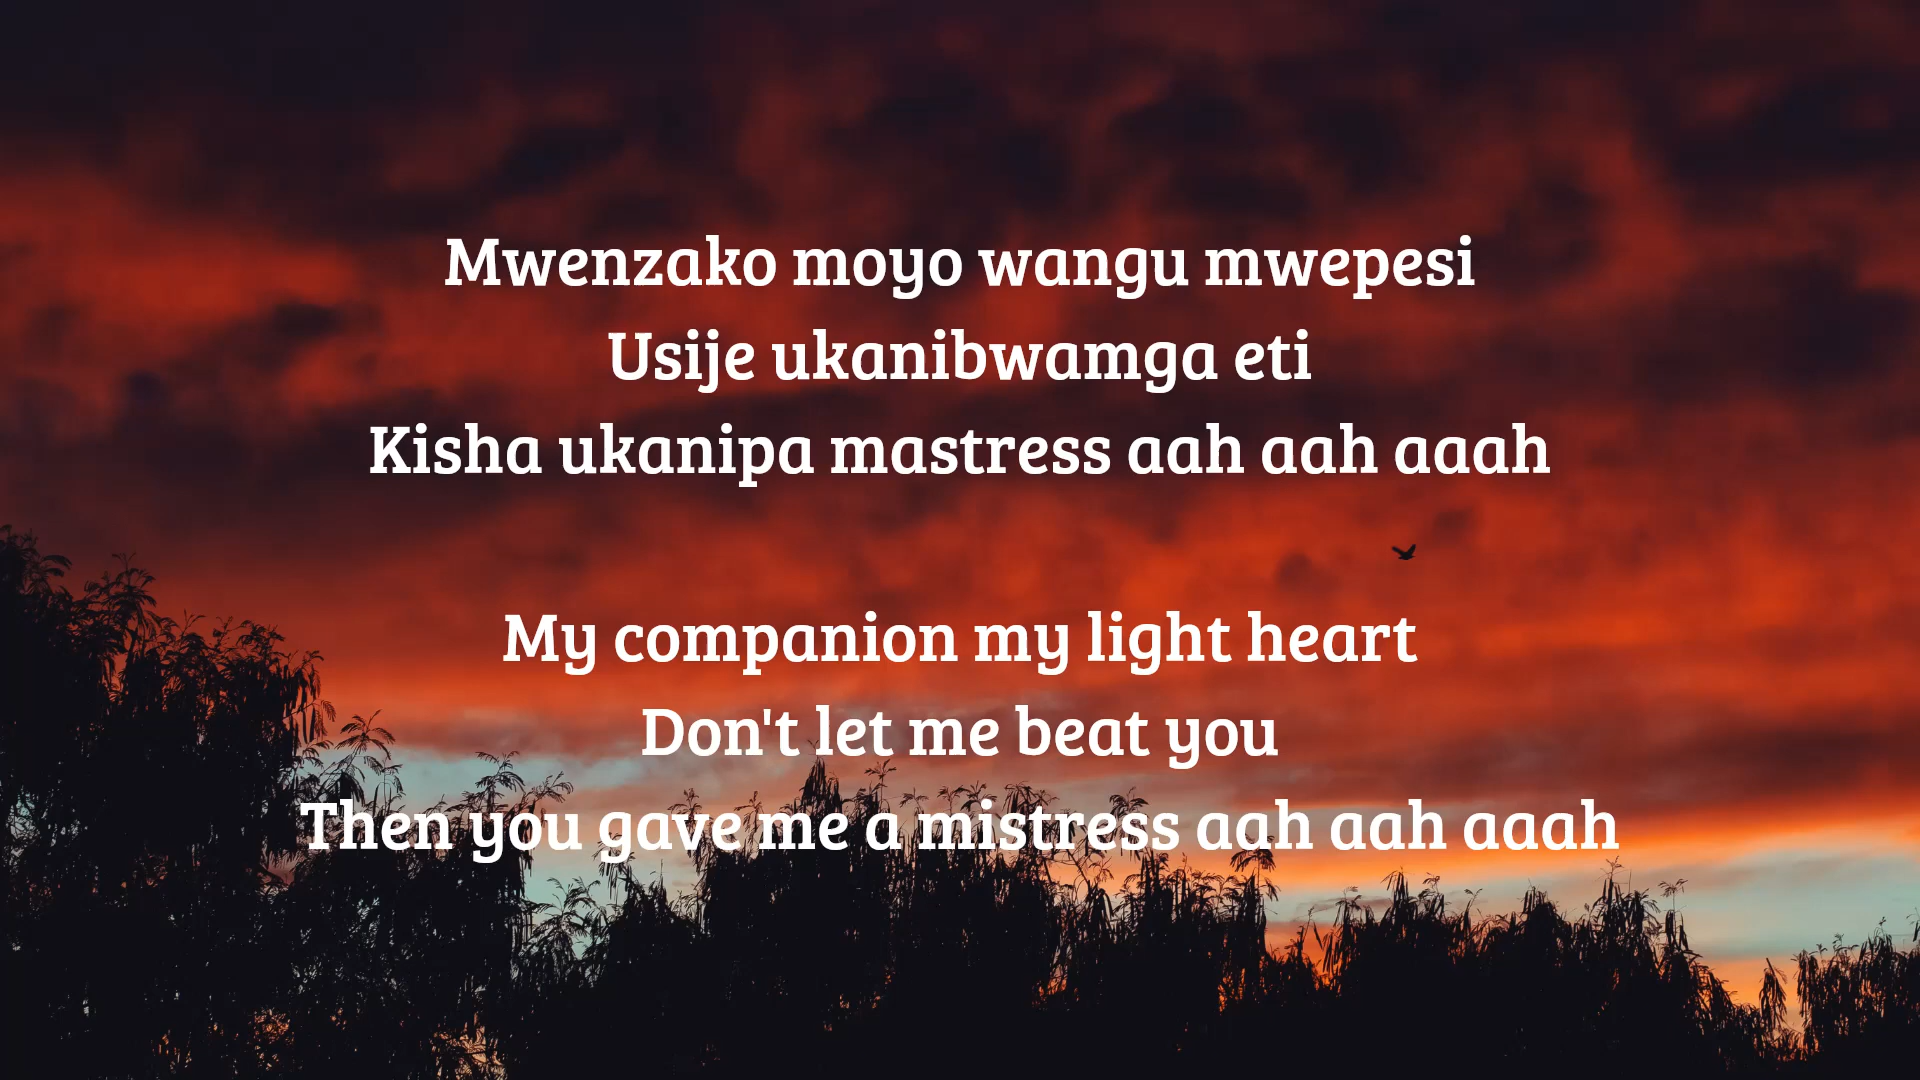 Mwenzako moyo wangu mwepesi
Usije ukanibwamga eti
Kisha ukanipa mastress aah aah aaah
My companion my light heart
Don't let me beat you
Then you gave me a mistress aah aah aaah